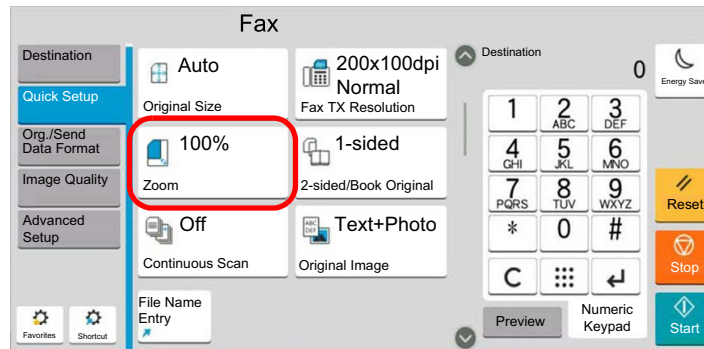 Fax
Destination
Quick Setup
Org./Send
Data Format
Image Quality
Advanced
Setup
Favorites
Shortcut
Auto
Original Size
200x100dpi
Normal
Fax TX Resolution
100%
Zoom
1-sided
2-sided/Book Original
Off
Continuous Scan
ABC
DEF
Text+Photo
Original Image
File Name
Entry
Destination
0
1
2
ABC
3
DEF
4
GHI
5
JKL
6
MNO
7
PQRS
8
TUV
9
WXYZ
*
0
#
C
Preview
Numeric
Keypad
Energy Save
Reset
Stop
Start